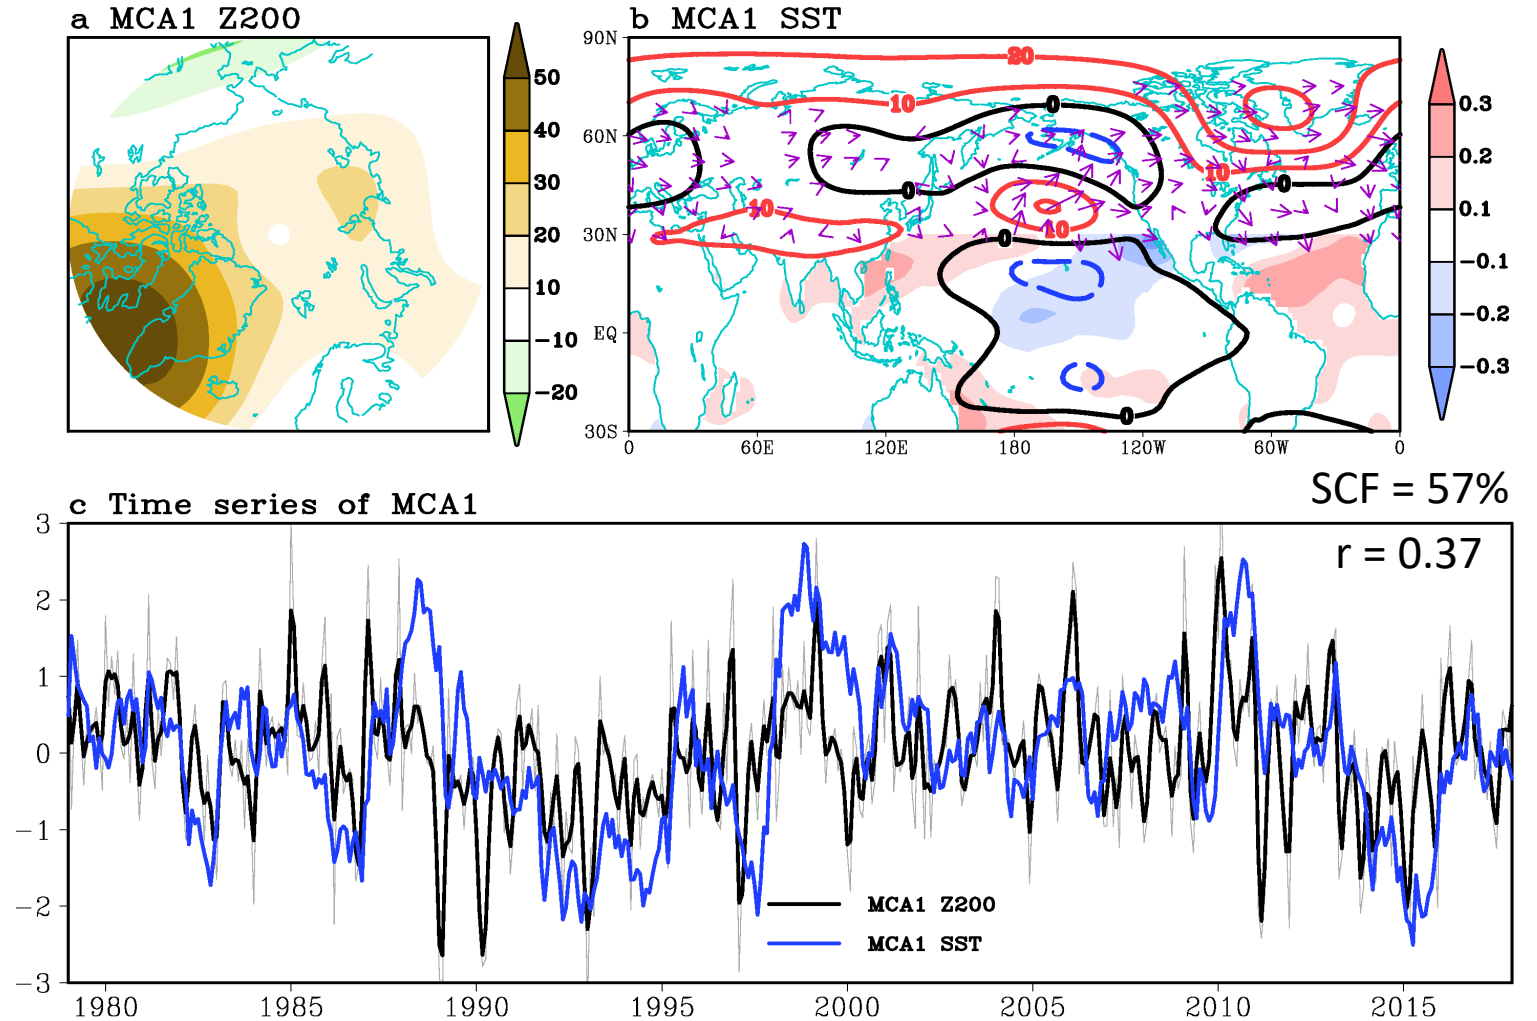 a MCA1 Z200
50
40
30
20
10
−10
−20
b MCA1 SST
90N
60N
30N
EQ
30S
0
60E
120E
180
120W
60W
0
20
10
0
10
0
0
10
10
0
10
0
0
0.3
0.2
0.1
−0.1
−0.2
−0.3
SCF = 57%
c Time series of MCA1
r = 0.37
3
2
1
0
−1
−2
−3
MCA1 Z200
MCA1 SST
1980
1985
1990
1995
2000
2005
2010
2015